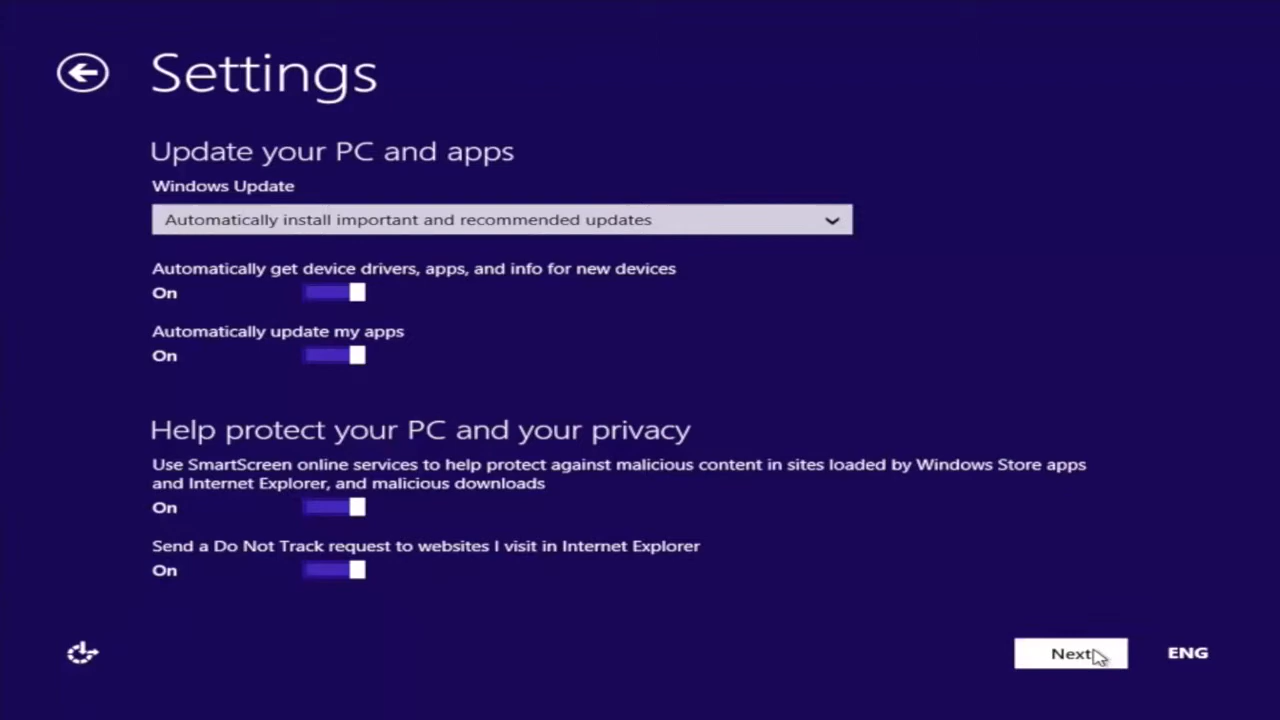 Settings
Update your PC and apps
Windows Update
Automatically install important and recommended updates
Automatically get device drivers, apps, and info for new devices
On
Automatically update my apps
On
Help protect your PC and your privacy
Use SmartScreen online services to help protect against malicious content in sites loaded by Windows Store apps
and Internet Explorer, and malicious downloads
On
Send a Do Not Track request to websites I visit in Internet Explorer
On
Next
ENG